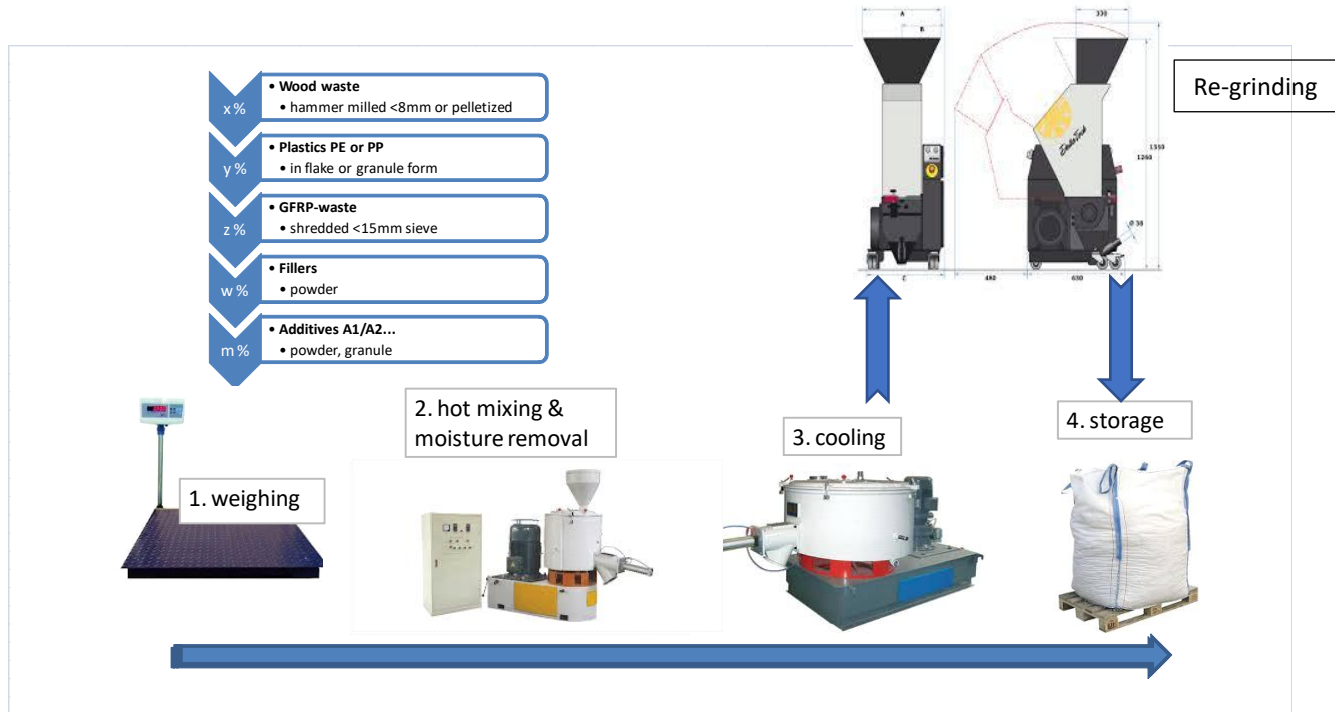 A
330
B
Re-grinding
x %
• Wood waste
• hammer milled <8mm or pelletized
y %
• Plastics PE or PP
• in flake or granule form
z %
• GFRP-waste
• shredded <15mm sieve
w %
• Fillers
• powder
m %
• Additives A1/A2...
• powder, granule
1260
Ø 50
C
480
630
2. hot mixing &
moisture removal
3. cooling
4. storage
1. weighing